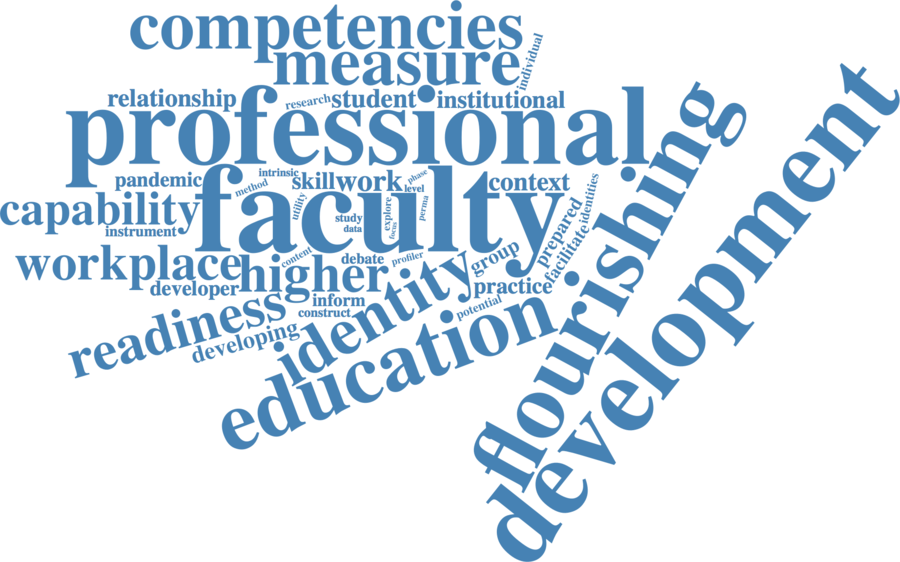 competencies
measure
individual
relationship
research
student
institutional
professional
flourishing
development
pandemic
intrinsic
method
skill
work
phase
level
context
identities
capability
faculty
utility
study
data
explore
focus
perma
prepared
facilitate
instrument
workplace
higher
content
debate
profiler
identity
group
developer
practice
readiness
inform
construct
potential
developing
education